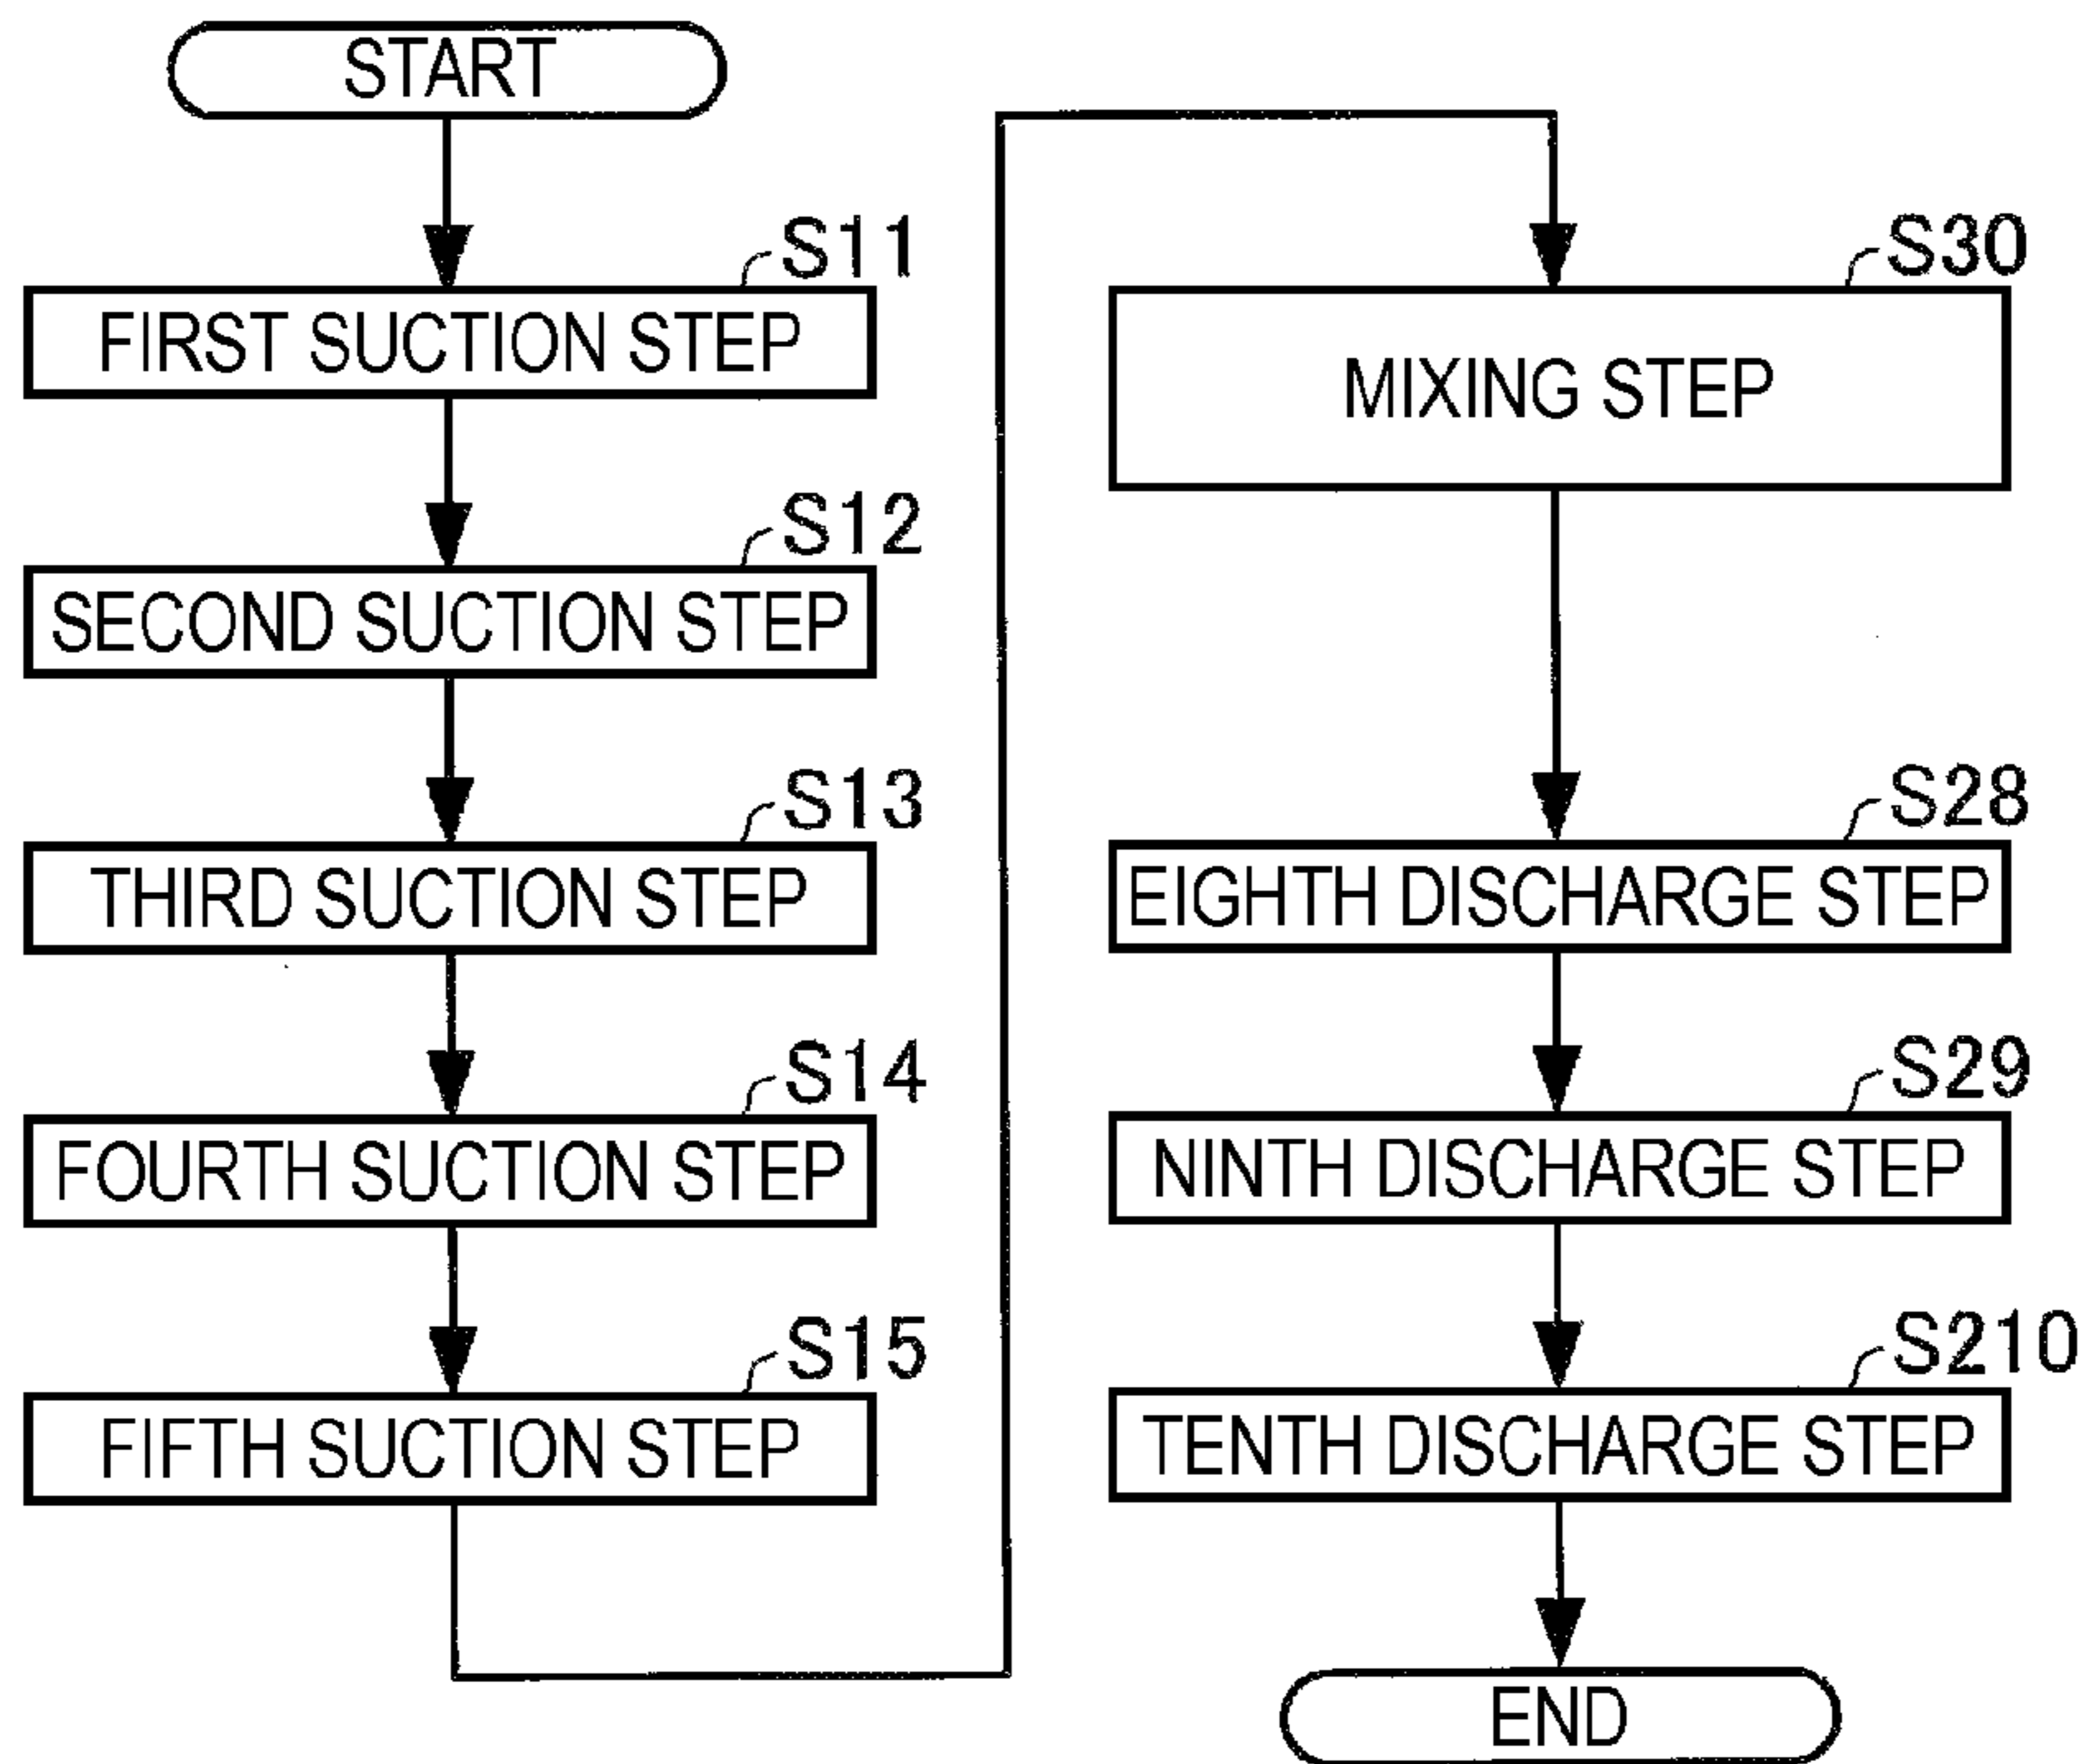 START
S11
FIRST SUCTION STEP
S12
SECOND SUCTION STEP
S13
THIRD SUCTION STEP
S14
FOURTH SUCTION STEP
S15
FIFTH SUCTION STEP
S30
MIXING STEP
S28
EIGHTH DISCHARGE STEP
S29
NINTH DISCHARGE STEP
S210
TENTH DISCHARGE STEP
END